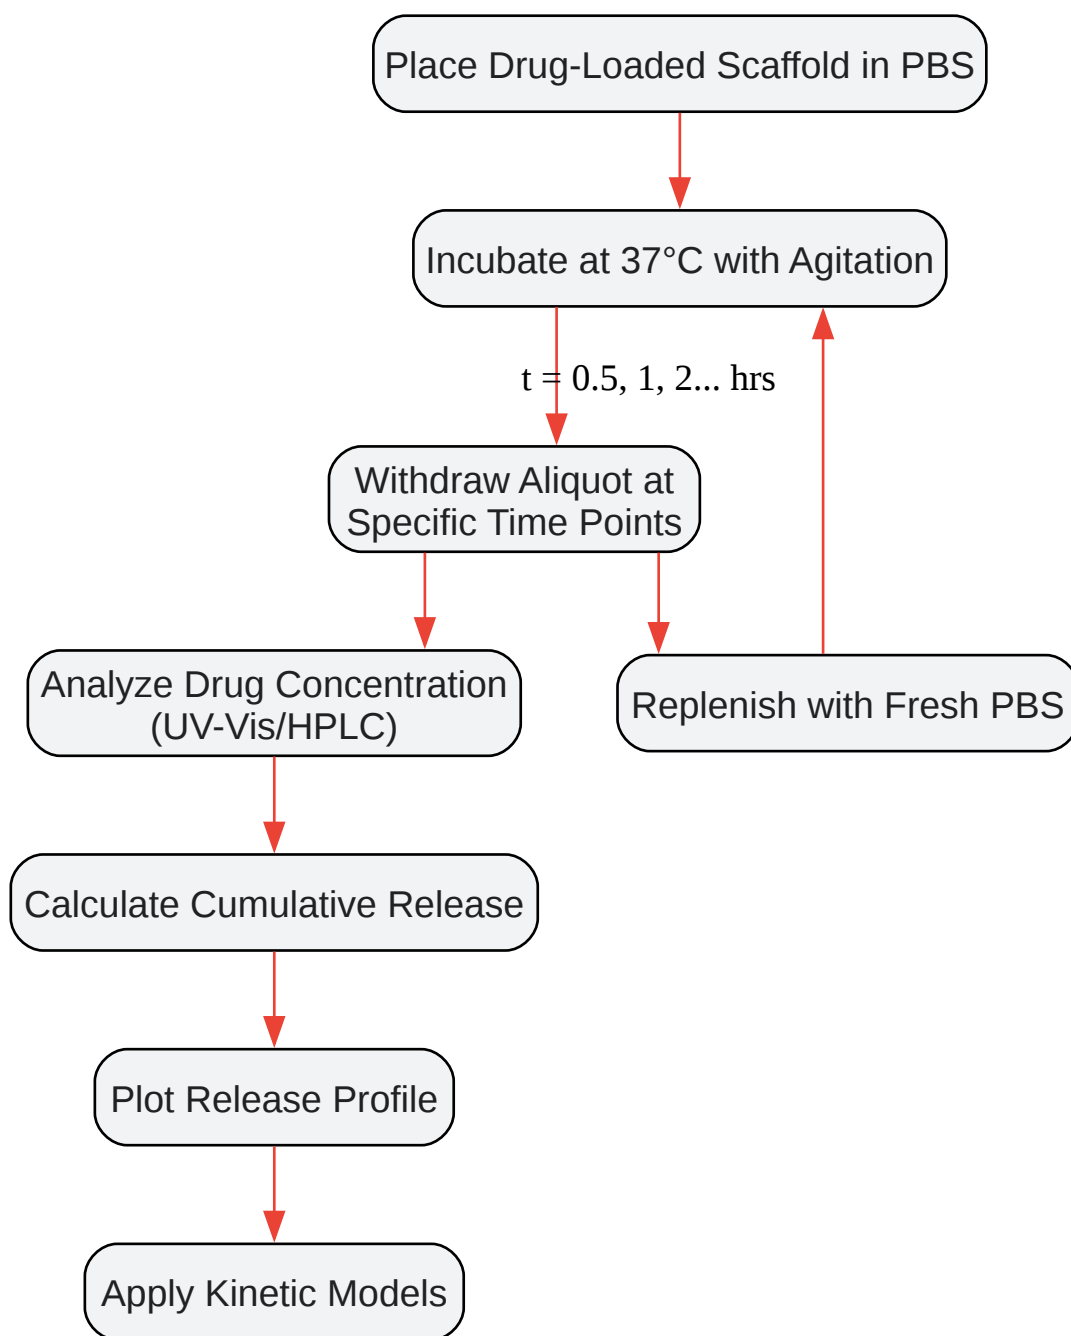 Place Drug-Loaded Scaffold in PBS
Incubate at 37°C with Agitation
t = 0.5, 1, 2... hrs
Withdraw Aliquot at
Specific Time Points
Analyze Drug Concentration
(UV-Vis/HPLC)
Replenish with Fresh PBS
Calculate Cumulative Release
Plot Release Profile
Apply Kinetic Models